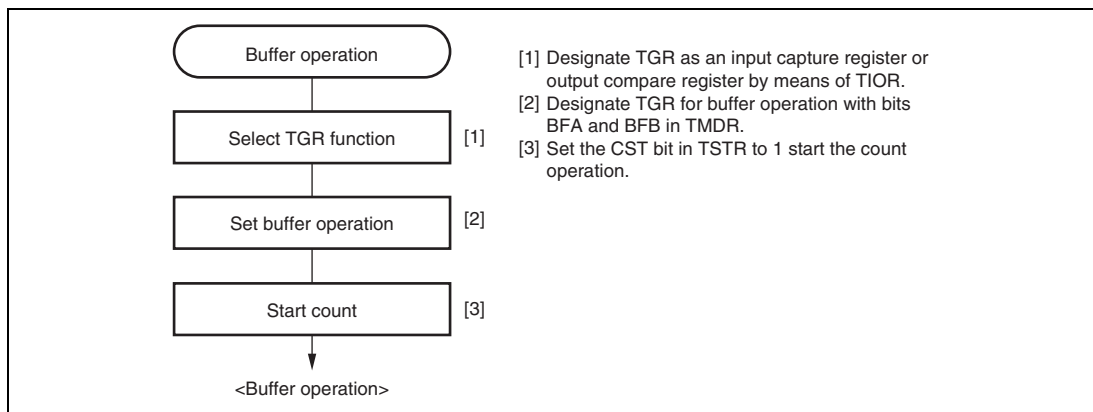 Buffer operation
Select TGR function
[1]
Set buffer operation
[2]
Start count
[3]
<Buffer operation>
[1] Designate TGR as an input capture register or
output compare register by means of TIOR.
[2] Designate TGR for buffer operation with bits
BFA and BFB in TMDR.
[3] Set the CST bit in TSTR to 1 start the count
operation.